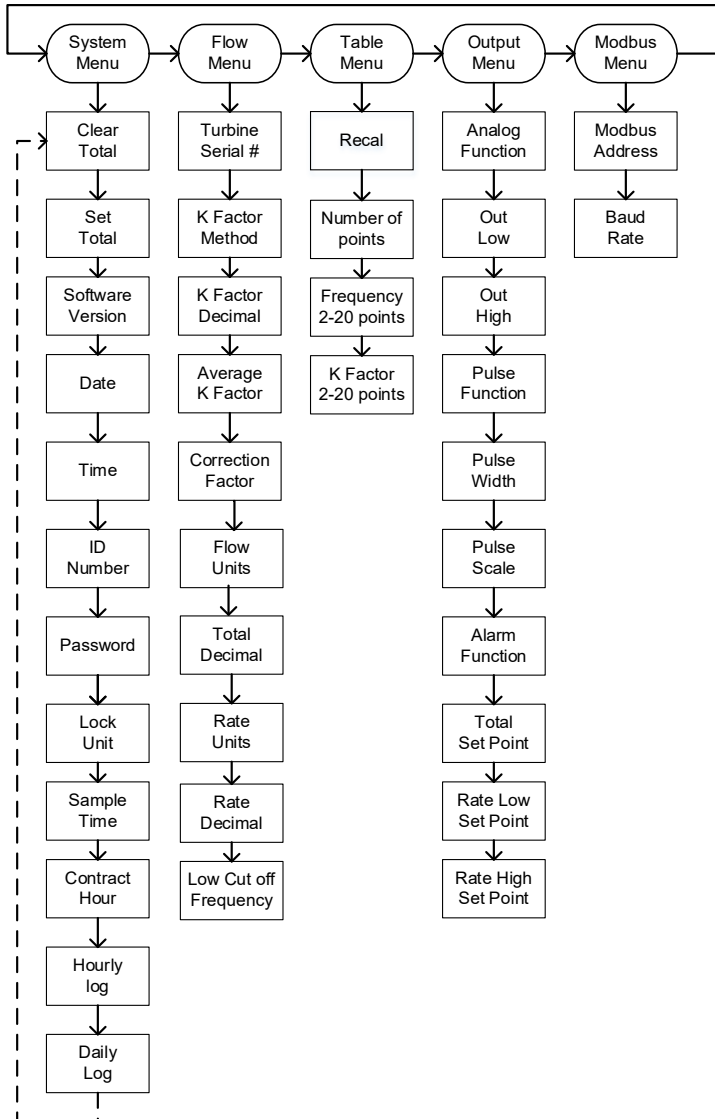 System
Menu
Flow
Menu
Table
Menu
Output
Menu
Modbus
Menu
Clear
Total
Set
Total
Software
Version
Date
Time
ID
Number
Password
Lock
Unit
Sample
Time
Contract
Hour
Hourly
log
Daily
Log
Turbine
Serial #
K Factor
Method
K Factor
Decimal
Average
K Factor
Correction
Factor
Flow
Units
Total
Decimal
Rate
Units
Rate
Decimal
Low Cut off
Frequency
Recal
Number of
points
Frequency
2-20 points
K Factor
2-20 points
Analog
Function
Out
Low
Out
High
Pulse
Function
Pulse
Width
Pulse
Scale
Alarm
Function
Total
Set Point
Rate Low
Set Point
Rate High
Set Point
Modbus
Address
Baud
Rate